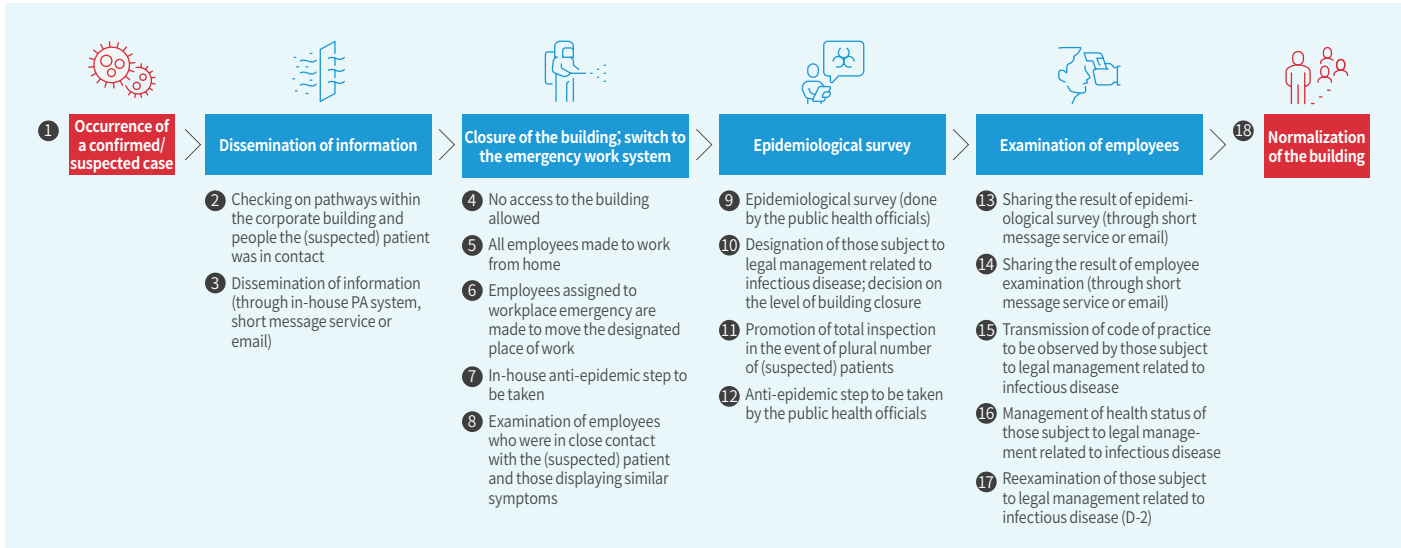 1
Occurrence of
a confirmed/
suspected case
Dissemination of information
2 Checking on pathways within
the corporate building and
people the (suspected) patient
was in contact
3 Dissemination of information
(through in-house PA system,
short message service or
email)
Closure of the building; switch to
the emergency work system
4 No access to the building
allowed
5 All employees made to work
from home
6 Employees assigned to
workplace emergency are
made to move the designated
place of work
7 In-house anti-epidemic step to
be taken
8 Examination of employees
who were in close contact
with the (suspected) patient
and those displaying similar
symptoms
Epidemiological survey
9 Epidemiological survey (done
by the public health officials)
10 Designation of those subject to
legal management related to
infectious disease; decision on
the level of building closure
11 Promotion of total inspection
in the event of plural number
of (suspected) patients
12 Anti-epidemic step to be taken
by the public health officials
Examination of employees
13 Sharing the result of epidemi-
ological survey (through short
message service or email)
14 Sharing the result of employee
examination (through short
message service or email)
15 Transmission of code of practice
to be observed by those subject
to legal management related to
infectious disease
16 Management of health status of
those subject to legal manage-
ment related to infectious disease
17 Reexamination of those subject
to legal management related to
infectious disease (D-2)
18
Normalization
of the building